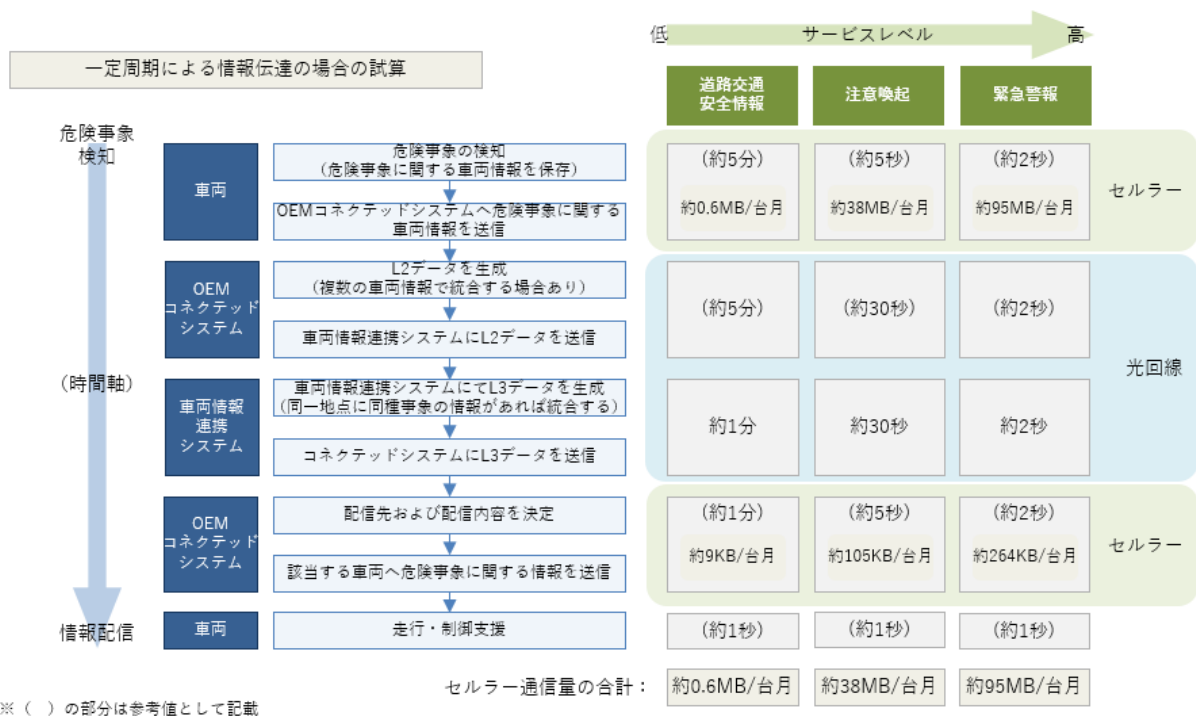 低 サービスレベル 高
一定周期による情報伝達の場合の試算
道路交通
安全情報
注意喚起
緊急警報
危険事象
検知
車両
危険事象の検知
(危険事象に関する車両情報を保存)
OEMコネクテッドシステムへ危険事象に関する
車両情報を送信
(約5分)
約0.6MB/台月
(約5秒)
約38MB/台月
(約2秒)
約95MB/台月
セルラー
OEM
コネクテッド
システム
L2データを生成
(複数の車両情報で統合する場合あり)
車両情報連携システムにL2データを送信
(約5分)
(約30秒)
(約2秒)
光回線
(時間軸)
車両情報
連携
システム
車両情報連携システムにてL3データを生成
(同一地点に同種事象の情報があれば統合する)
コネクテッドシステムにL3データを送信
約1分
約30秒
約2秒
OEM
コネクテッド
システム
配信先および配信内容を決定
該当する車両へ危険事象に関する情報を送信
(約1分)
約9KB/台月
(約5秒)
約105KB/台月
(約2秒)
約264KB/台月
セルラー
情報配信
車両
走行・制御支援
(約1秒)
(約1秒)
(約1秒)
セルラー通信量の合計: 約0.6MB/台月 約38MB/台月 約95MB/台月
※( )の部分は参考値として記載